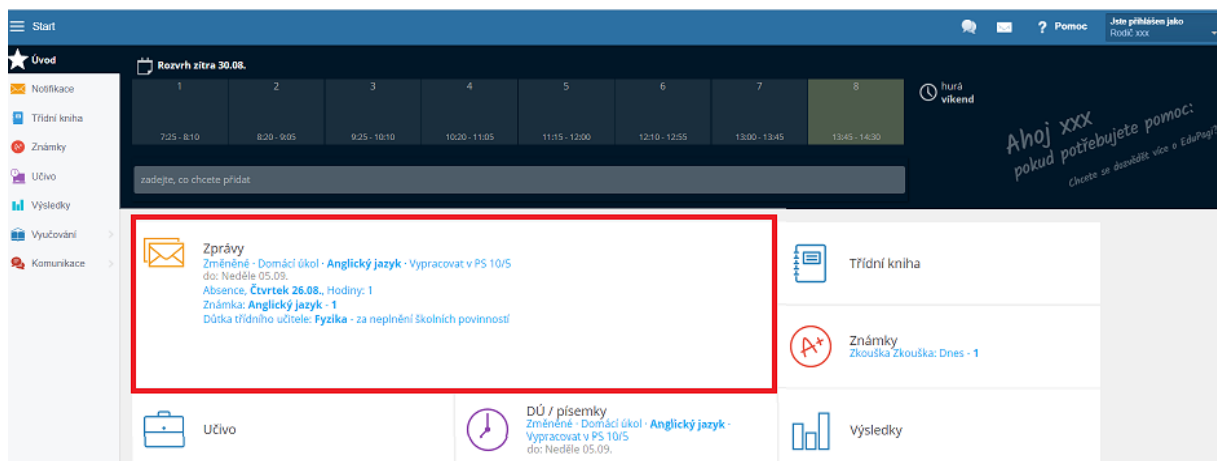 Start
Pomoc
Jste přihlášen jako
Rodič xxx
Úvod
Notifikace
Třídní kniha
Známky
Učivo
Výsledky
Vyučování
Komunikace
Rozvrh zítra 30.08.
1 2 3 4 5 6 7 8
7:25 - 8:10 8:20 - 9:05 9:25 - 10:10 10:20 - 11:05 11:15 - 12:00 12:10 - 12:55 13:00 - 13:45 13:45 - 14:30
hurá
víkend
Ahoj xxx
pokud potřebujete pomoc:
Chcete se dozvědět více o EduPagi?
zadejte, co chcete přidat
Zprávy
Změněné - Domácí úkol · Anglický jazyk · Vypracovat v PS 10/5
do: Neděle 05.09.
Absence, Čtvrtek 26.08., Hodiny: 1
Známka: Anglický jazyk - 1
Důtka třídního učitele: Fyzika - za neplnění školních povinností
Třídní kniha
A+
Známky
Zkouška Zkouška: Dnes - 1
Učivo
DÚ / písemky
Změněné - Domácí úkol · Anglický jazyk ·
Vypracovat v PS 10/5
do: Neděle 05.09.
Výsledky